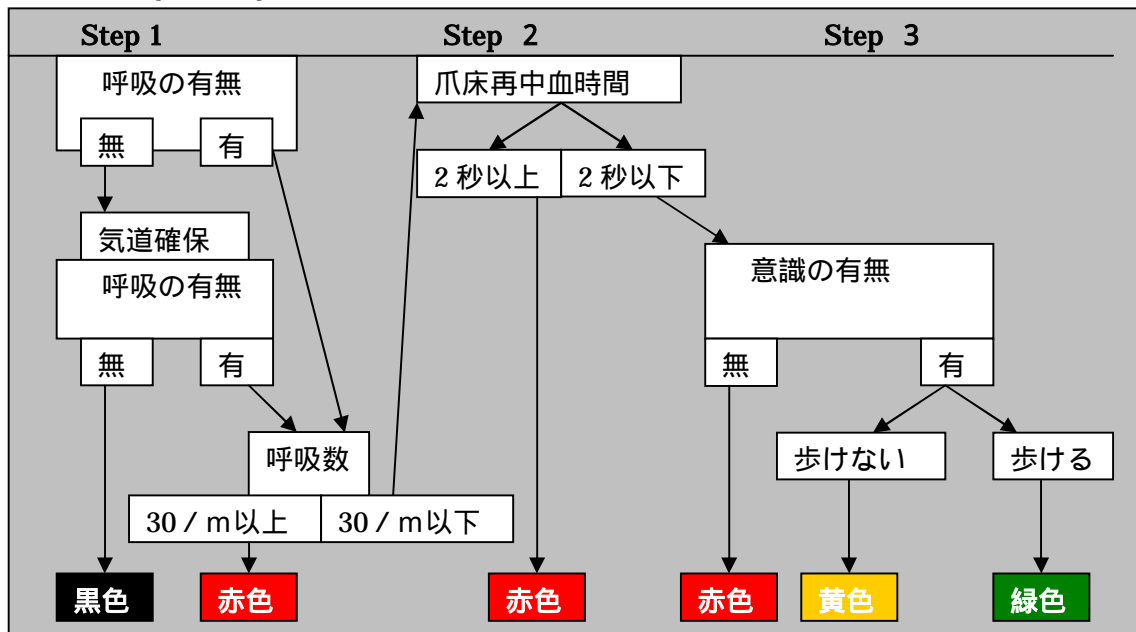 Step 1
Step 2
Step 3
呼吸の有無
無
有
気道確保
呼吸の有無
無
有
呼吸数
30／m以上
30／m以下
爪床再中血時間
2秒以上
2秒以下
意識の有無
無
有
歩けない
歩ける
黒色
赤色
赤色
赤色
黄色
緑色